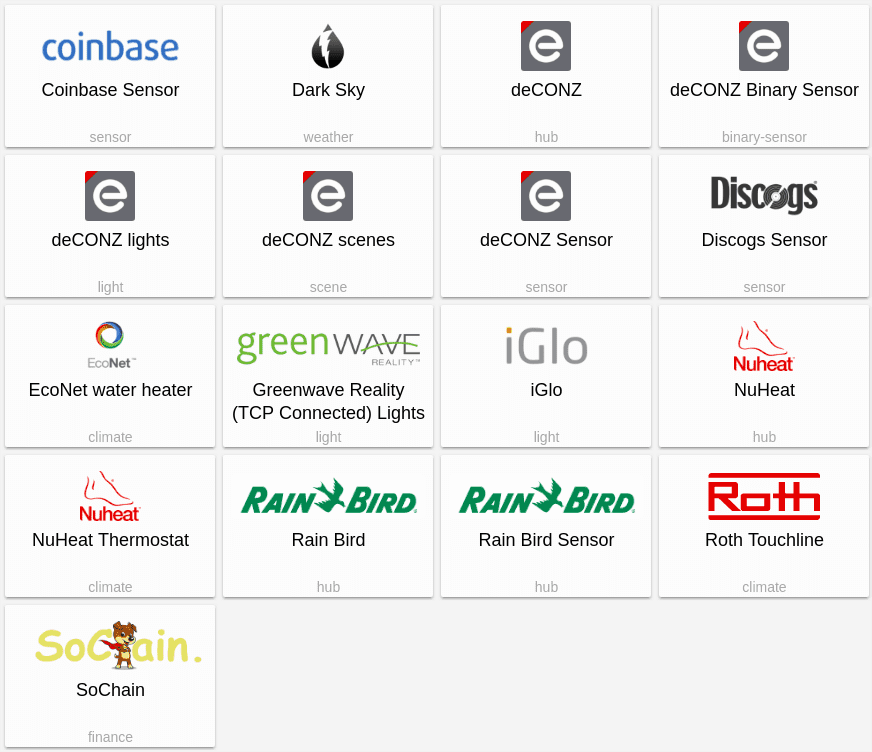 coinbase
Coinbase Sensor
sensor
Dark Sky
weather
e
deCONZ
hub
e
deCONZ Binary Sensor
binary-sensor
e
deCONZ lights
light
e
deCONZ scenes
scene
e
deCONZ Sensor
sensor
Discogs
Discogs Sensor
sensor
EcoNet™
EcoNet water heater
climate
greenWAVE
REALITY™
Greenwave Reality
(TCP Connected) Lights
light
iGlo
iGlo
light
Nuheat
NuHeat
hub
Nuheat
NuHeat Thermostat
climate
RAIN BIRD
Rain Bird
hub
RAIN BIRD
Rain Bird Sensor
hub
Roth
Roth Touchline
climate
SoChain.
SoChain
finance